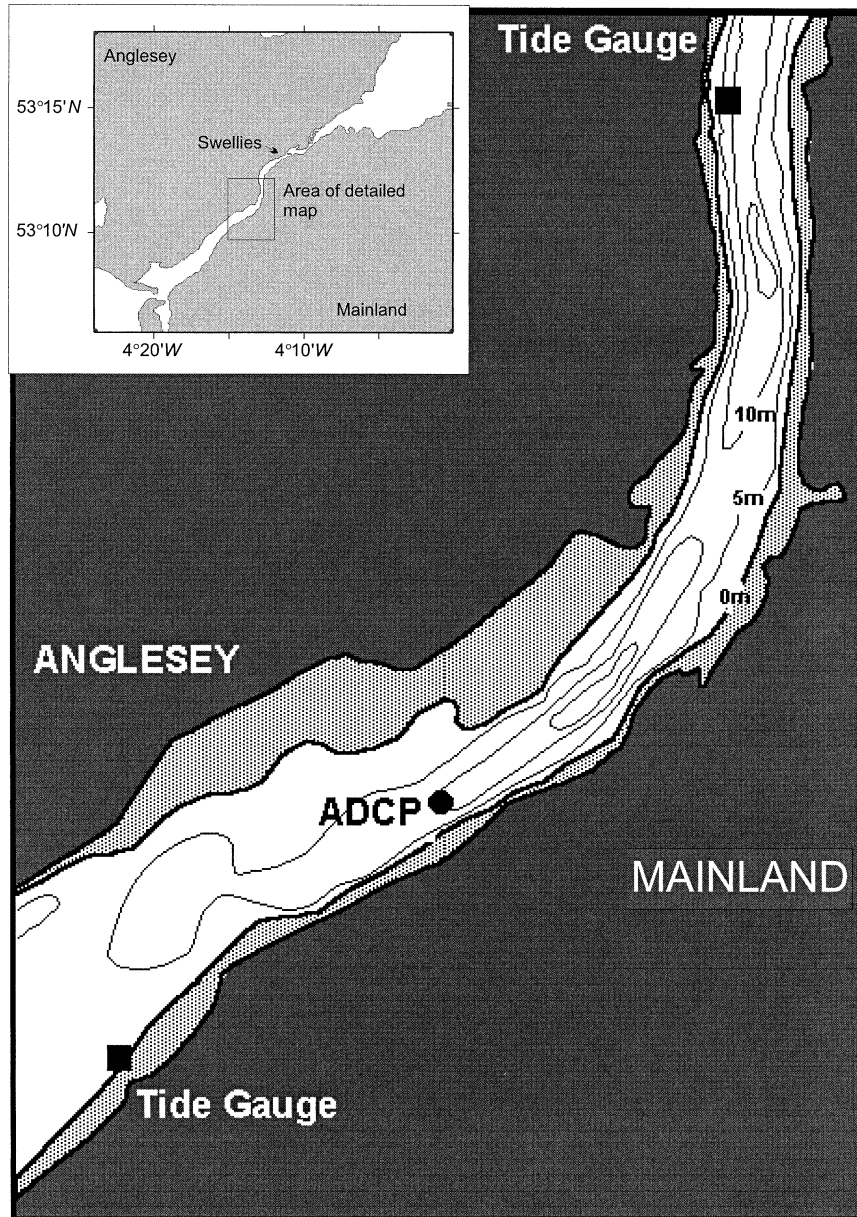 Anglesey
53°15'N
Swellies
Area of detailed
map
53°10'N
Mainland
4°20'W
4°10'W
Tide Gauge
10m
5m
0m
ANGLESEY
ADCP
MAINLAND
Tide Gauge